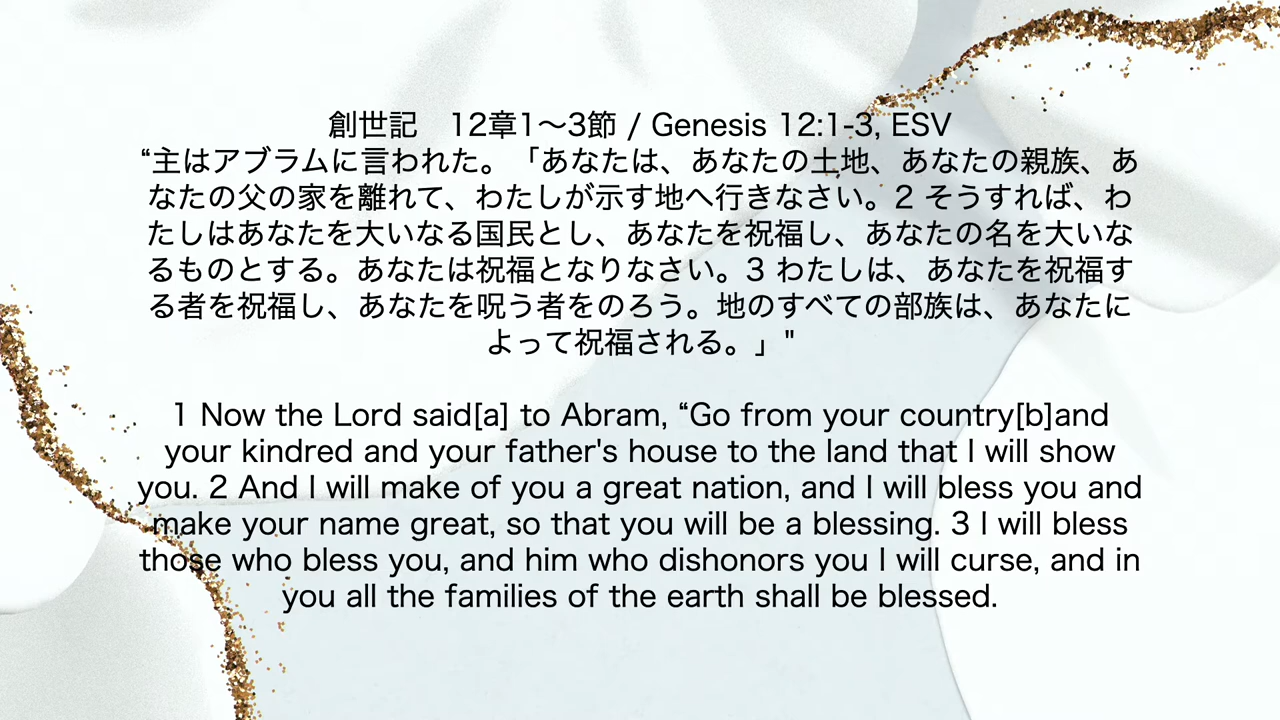 創世記　12章1〜3節 / Genesis 12:1-3, ESV
“主はアブラムに言われた。「あなたは、あなたの土地、あなたの親族、あ
なたの父の家を離れて、わたしが示す地へ行きなさい。2 そうすれば、わ
たしはあなたを大いなる国民とし、あなたを祝福し、あなたの名を大いな
るものとする。あなたは祝福となりなさい。3 わたしは、あなたを祝福す
る者を祝福し、あなたを呪う者をのろう。地のすべての部族は、あなたに
よって祝福される。」"
1 Now the Lord said[a] to Abram, “Go from your country[b]and
your kindred and your father's house to the land that I will show
you. 2 And I will make of you a great nation, and I will bless you and
make your name great, so that you will be a blessing. 3 I will bless
those who bless you, and him who dishonors you I will curse, and in
you all the families of the earth shall be blessed.